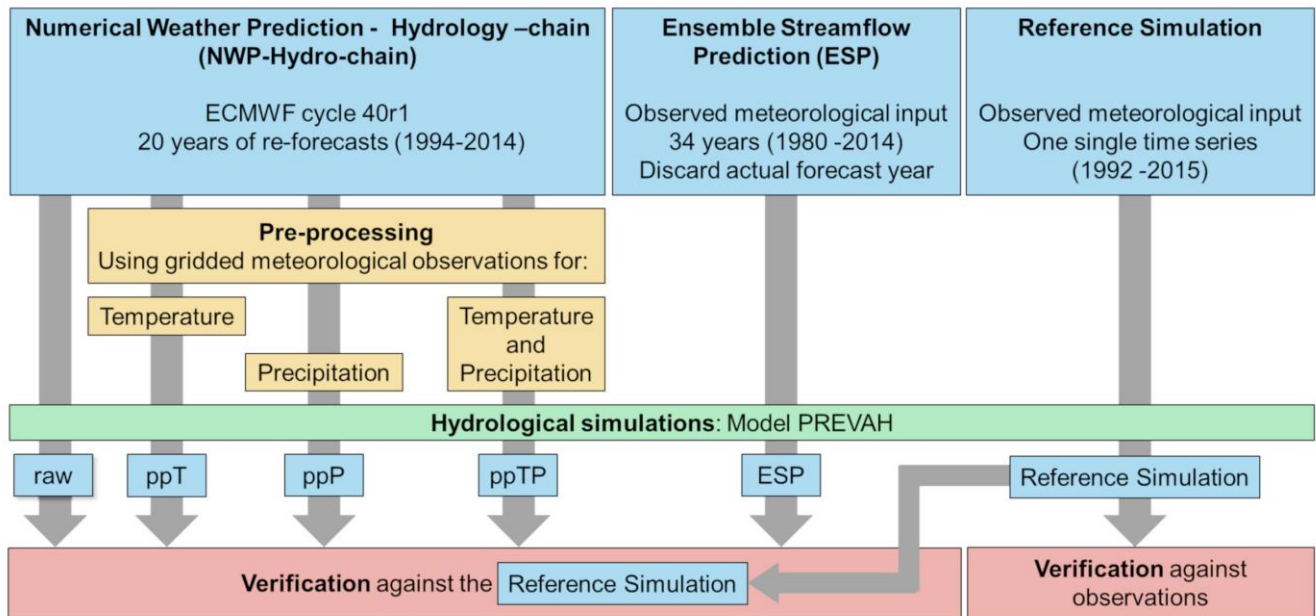 Numerical Weather Prediction - Hydrology –chain
(NWP-Hydro-chain)
ECMWF cycle 40r1
20 years of re-forecasts (1994-2014)
Ensemble Streamflow
Prediction (ESP)
Observed meteorological input
34 years (1980 -2014)
Discard actual forecast year
Reference Simulation
Observed meteorological input
One single time series
(1992 -2015)
Pre-processing
Using gridded meteorological observations for:
Temperature
Precipitation
Temperature
and
Precipitation
Hydrological simulations: Model PREVAH
raw
ppT
ppP
ppTP
ESP
Reference Simulation
Verification against the Reference Simulation
Verification against
observations